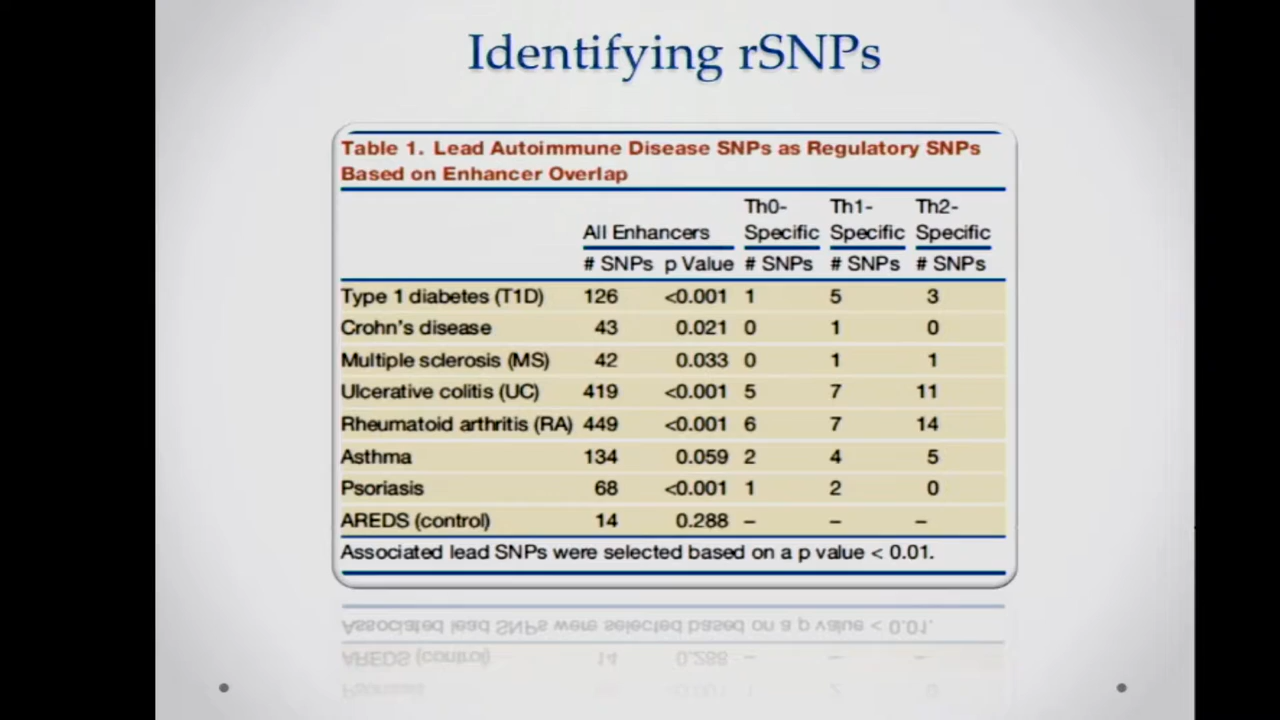 Identifying rSNPs
Table 1. Lead Autoimmune Disease SNPs as Regulatory SNPs
Based on Enhancer Overlap
Th0- Th1- Th2-
All Enhancers Specific Specific Specific
# SNPs p Value # SNPs # SNPs # SNPs
Type 1 diabetes (T1D) 126 <0.001 1 5 3
Crohn's disease 43 0.021 0 1 0
Multiple sclerosis (MS) 42 0.033 0 1 1
Ulcerative colitis (UC) 419 <0.001 5 7 11
Rheumatoid arthritis (RA) 449 <0.001 6 7 14
Asthma 134 0.059 2 4 5
Psoriasis 68 <0.001 1 2 0
AREDS (control) 14 0.288 – – –
Associated lead SNPs were selected based on a p value < 0.01.